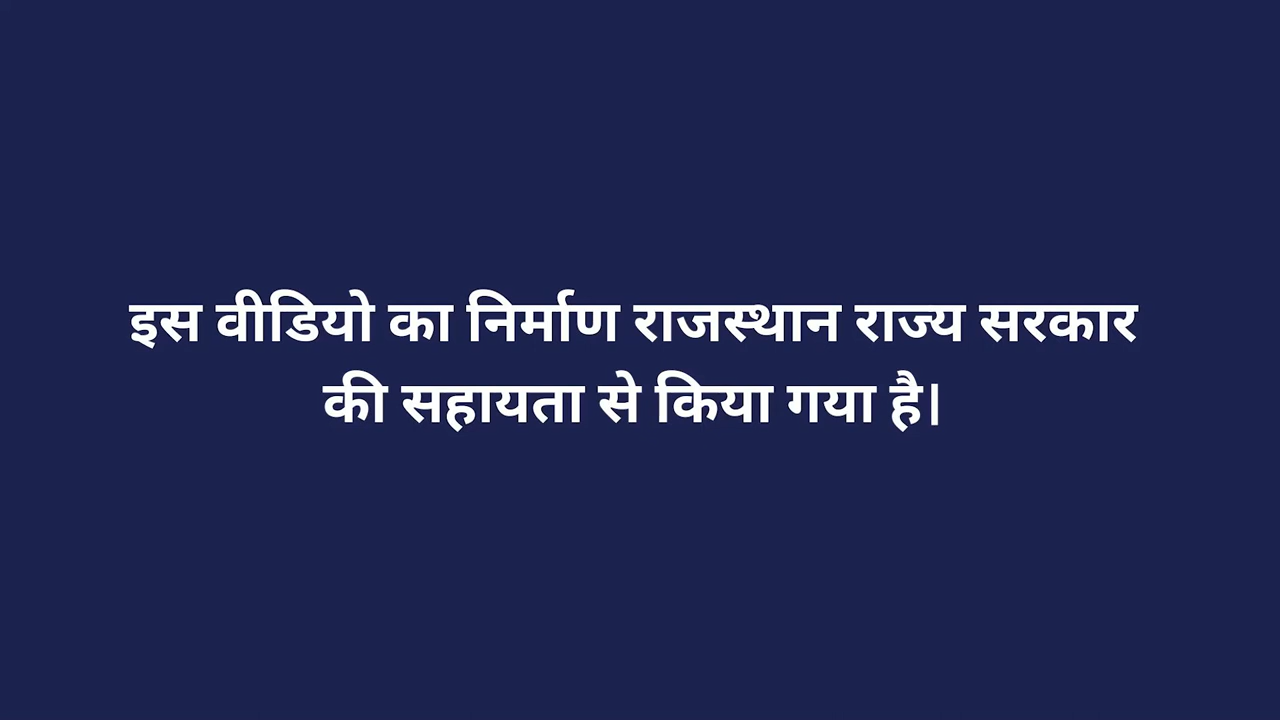 इस वीडियो का निर्माण राजस्थान राज्य सरकार
की सहायता से किया गया है।